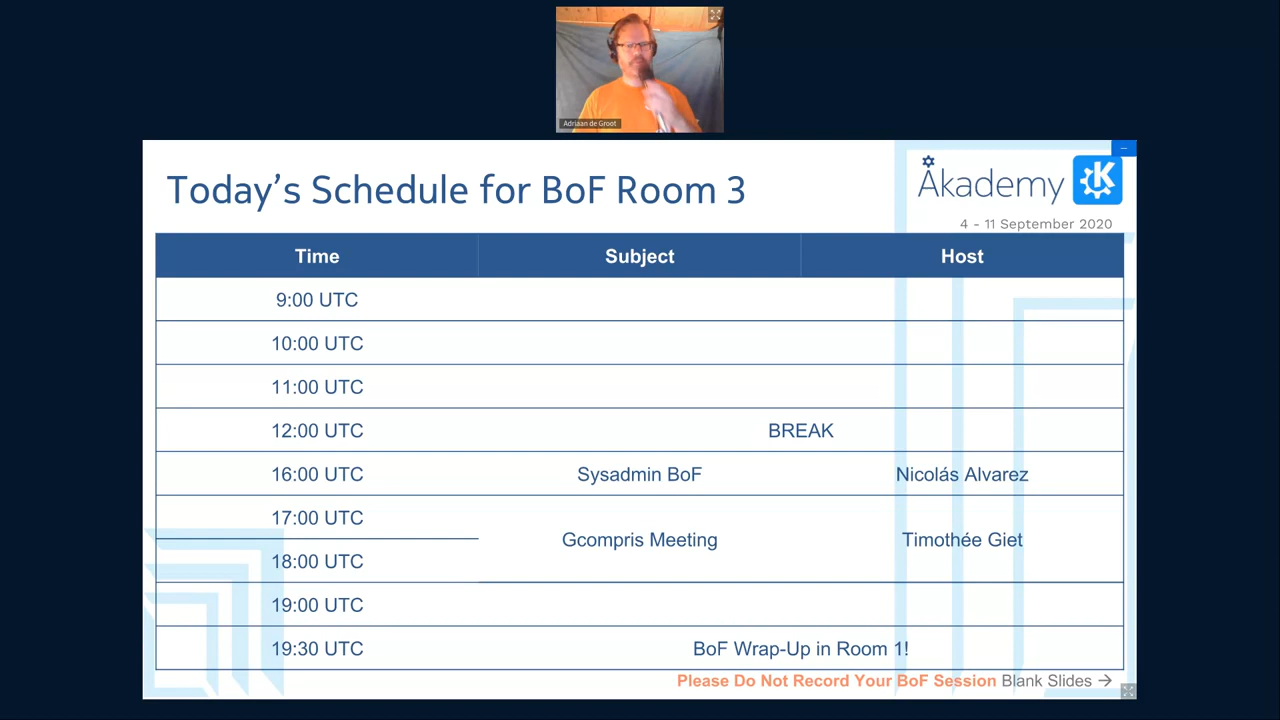 Adriaan de Groot
Today's Schedule for BoF Room 3
Akademy
4 - 11 September 2020
Time Subject Host
9:00 UTC
10:00 UTC
11:00 UTC
12:00 UTC BREAK
16:00 UTC Sysadmin BoF Nicolás Alvarez
17:00 UTC
Gcompris Meeting Timothée Giet
18:00 UTC
19:00 UTC
19:30 UTC BoF Wrap-Up in Room 1!
Please Do Not Record Your BoF Session Blank Slides →